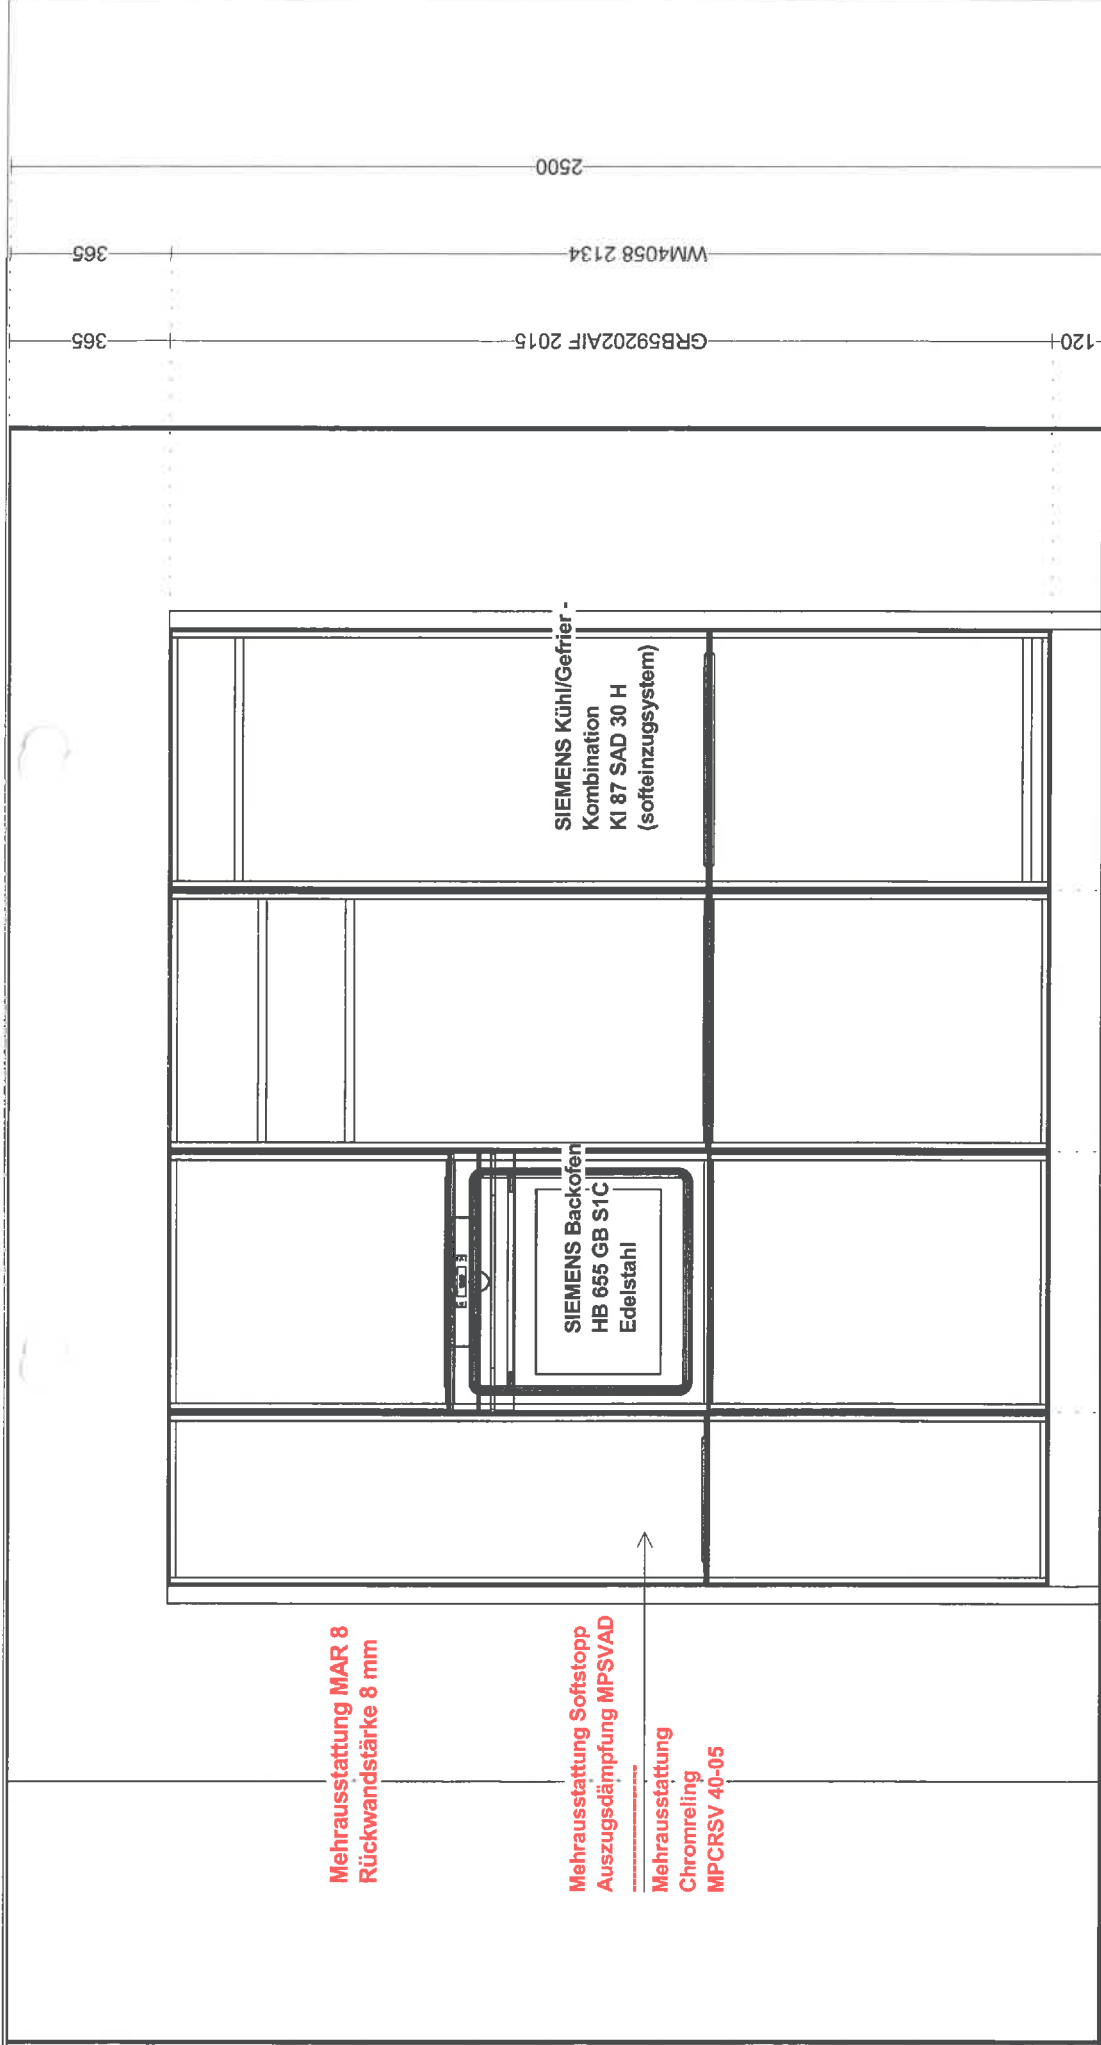 2500
365
WM4058 2134
365
GRB59202AIF 2015
120
SIEMENS Kühl/Gefrier -
Kombination
KI 87 SAD 30 H
(softeinzugsystem)
SIEMENS Backofen
HB 655 GB S1C
Edelstahl
Mehrausstattung MAR 8
Rückwandstärke 8 mm
Mehrausstattung Softstopp
Auszugsdämpfung MPSVAD
Mehrausstattung
Chromreling
MPCRSV 40-05